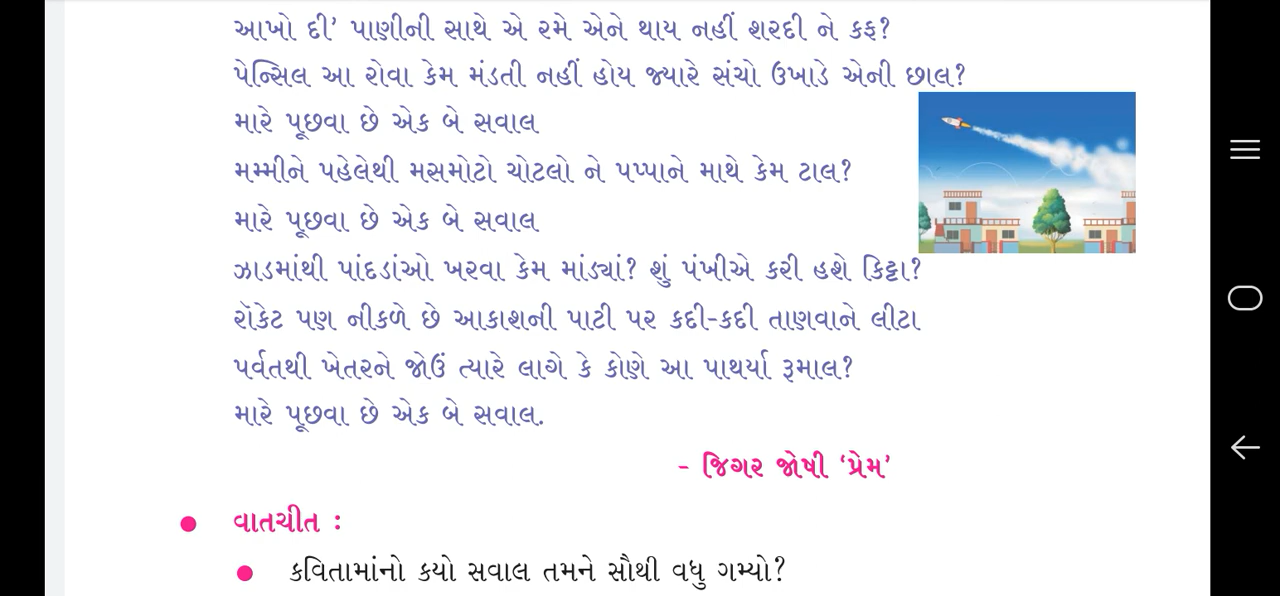 આખો દી' પાણીની સાથે એ રમે એને થાય નહીં શરદી ને કફ?
પેન્સિલ આ રોવા કેમ મંડતી નહીં હોય જ્યારે સંચો ઉખાડે એની છાલ?
મારે પૂછવા છે એક બે સવાલ
મમ્મીને પહેલેથી મસમોટો ચોટલો ને પપ્પાને માથે કેમ ટાલ?
મારે પૂછવા છે એક બે સવાલ
ઝાડમાંથી પાંદડાંઓ ખરવા કેમ માંડ્યાં? શું પંખીએ કરી હશે કિટ્ટા?
રૉકેટ પણ નીકળે છે આકાશની પાટી પર કદી-કદી તાણવાને લીટા
પર્વતથી ખેતરને જોઉં ત્યારે લાગે કે કોણે આ પાથર્યા રૂમાલ?
મારે પૂછવા છે એક બે સવાલ.
- જિગર જોષી ‘પ્રેમ’
● વાતચીત :
● કવિતામાંનો કયો સવાલ તમને સૌથી વધુ ગમ્યો?